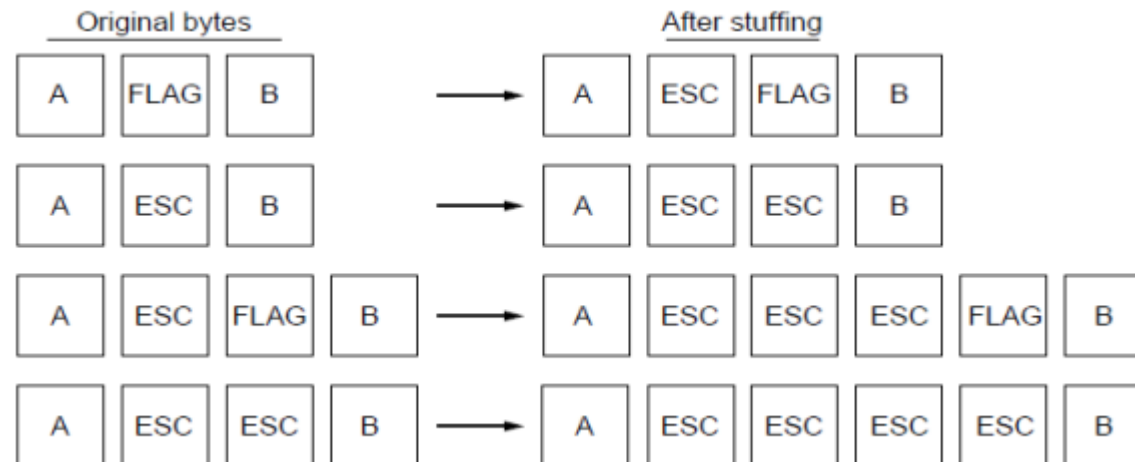 Original bytes After stuffing
A FLAG B A ESC FLAG B
A ESC B A ESC ESC B
A ESC FLAG B A ESC ESC ESC FLAG B
A ESC ESC B A ESC ESC ESC ESC B